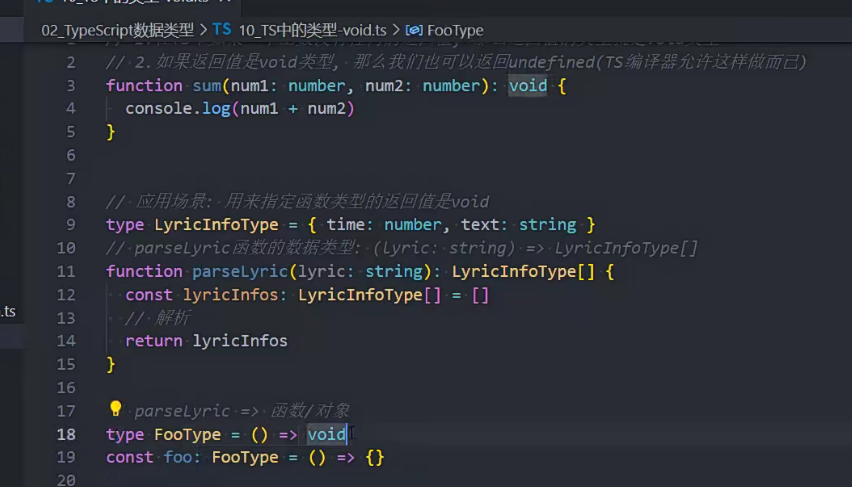 02_TypeScript数据类型 > TS 10_TS中的类型-void.ts > FooType
2 // 2.如果返回值是void类型, 那么我们也可以返回undefined(TS编译器允许这样做而已)
3 function sum(num1: number, num2: number): void {
4 console.log(num1 + num2)
5 }
6
7
8 // 应用场景: 用来指定函数类型的返回值是void
9 type LyricInfoType = { time: number, text: string }
10 // parseLyric函数的数据类型: (lyric: string) => LyricInfoType[]
11 function parseLyric(lyric: string): LyricInfoType[] {
.ts
12 const lyricInfos: LyricInfoType[] = []
13 // 解析
14 return lyricInfos
15 }
16
17 // parseLyric => 函数/对象
18 type FooType = () => void
19 const foo: FooType = () => {}
20